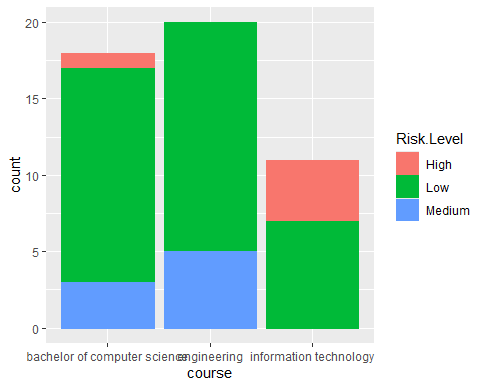 count
20
15
10
5
0
bachelor of computer science
engineering
information technology
course
Risk.Level
High
Low
Medium